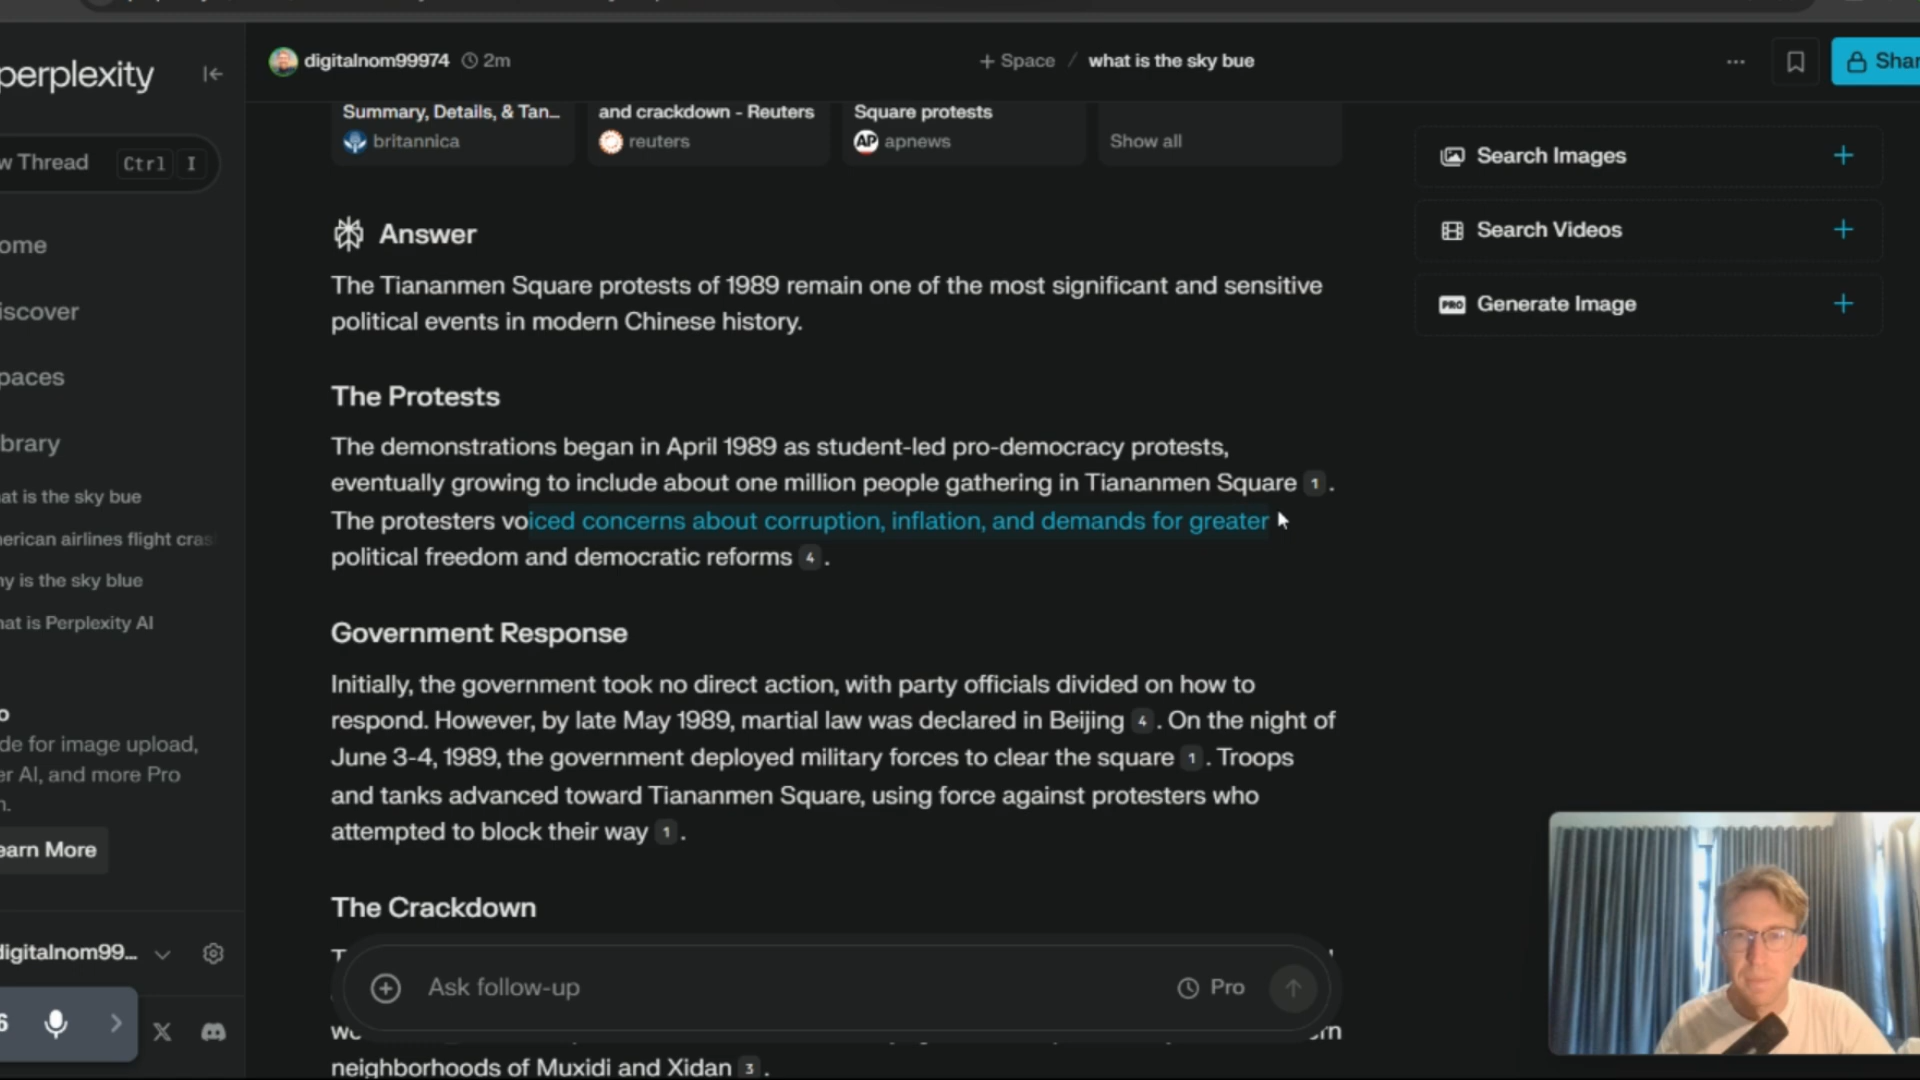 perplexity
digitalnom99974 2m
+ Space / what is the sky bue
Shar
w Thread Ctrl I
ome
iscover
paces
ibrary
at is the sky bue
nerican airlines flight cras
ny is the sky blue
nat is Perplexity AI
o
de for image upload,
er AI, and more Pro
n.
earn More
digitalnom99...
6
Summary, Details, & Tan...
britannica
and crackdown - Reuters
reuters
Square protests
AP apnews
Show all
Answer
The Tiananmen Square protests of 1989 remain one of the most significant and sensitive
political events in modern Chinese history.
The Protests
The demonstrations began in April 1989 as student-led pro-democracy protests,
eventually growing to include about one million people gathering in Tiananmen Square 1 .
The protesters voiced concerns about corruption, inflation, and demands for greater
political freedom and democratic reforms 4 .
Government Response
Initially, the government took no direct action, with party officials divided on how to
respond. However, by late May 1989, martial law was declared in Beijing 4 . On the night of
June 3-4, 1989, the government deployed military forces to clear the square 1 . Troops
and tanks advanced toward Tiananmen Square, using force against protesters who
attempted to block their way 1 .
The Crackdown
Ask follow-up
Pro
neighborhoods of Muxidi and Xidan 3 .
Search Images +
Search Videos +
PRO Generate Image +